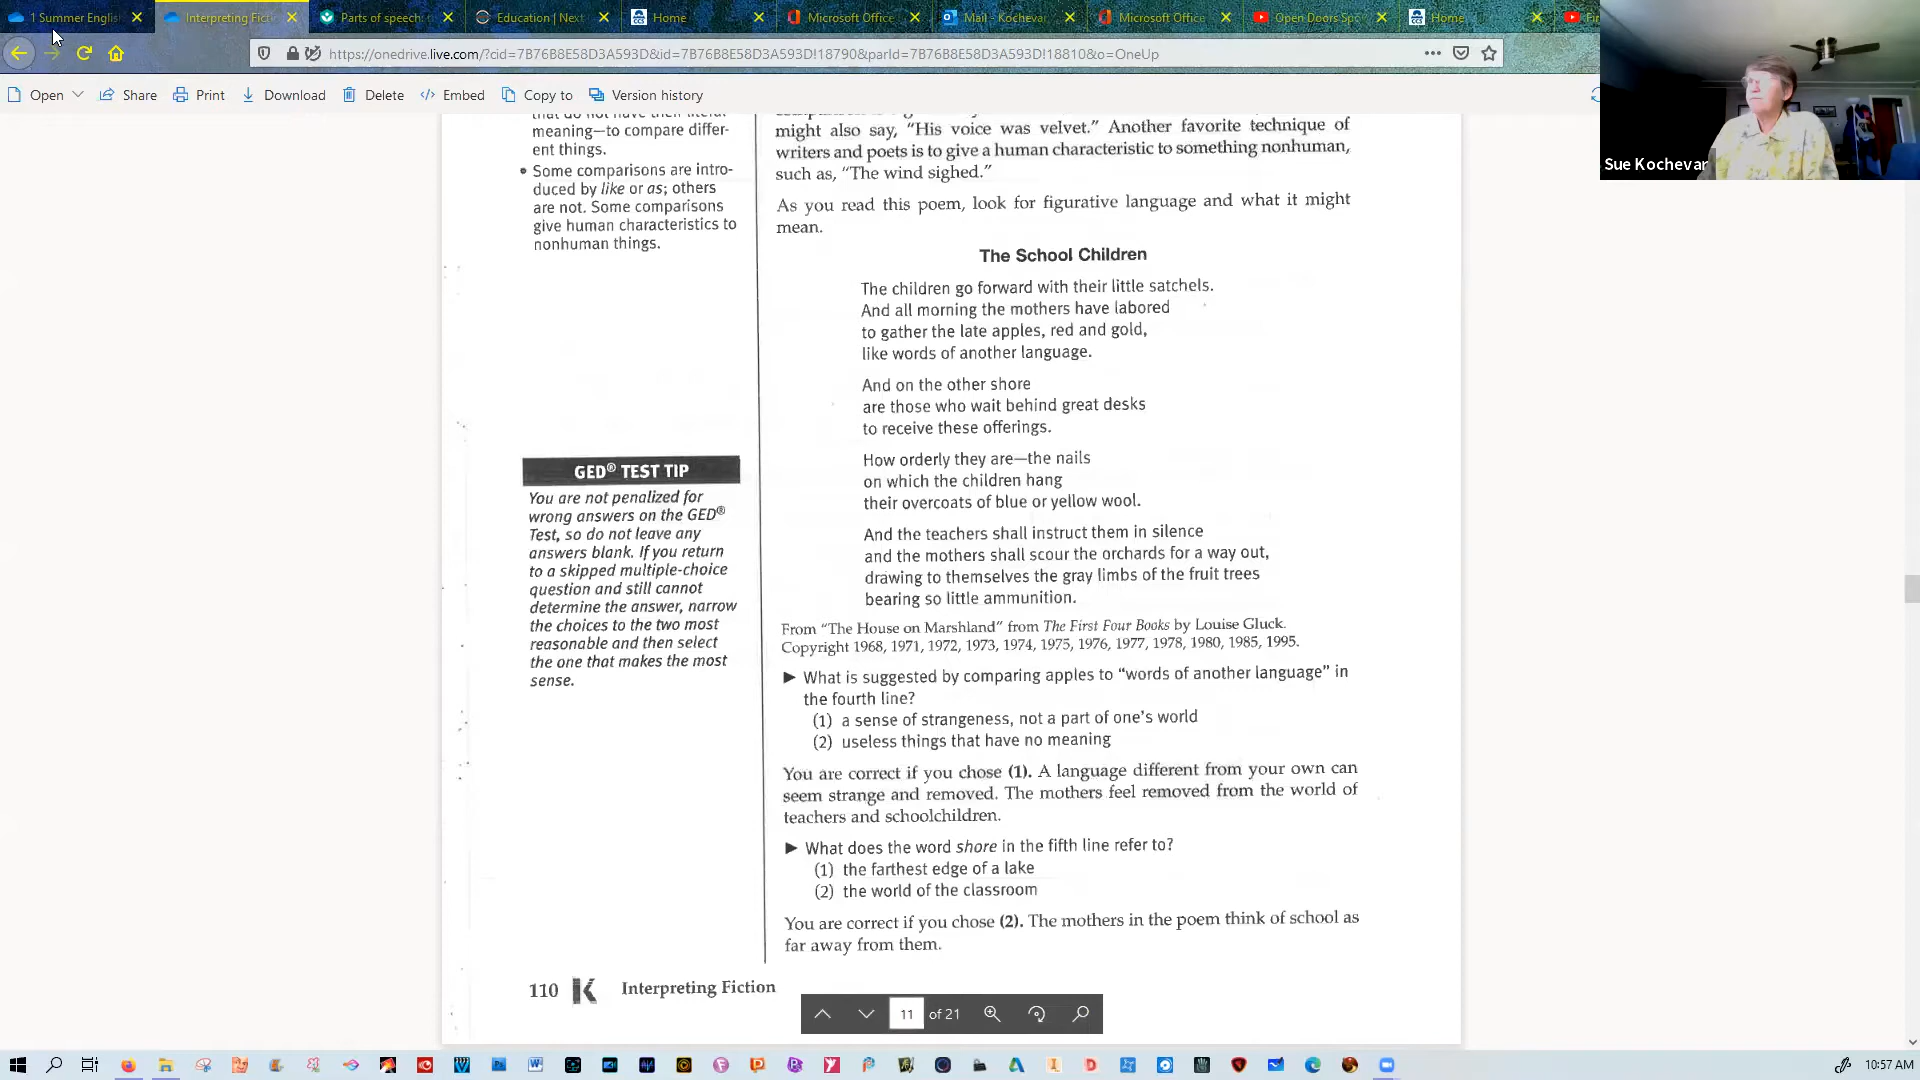 1 Summer Englis
Interpreting Fictio
Parts of speech:
Education | Next
Home
Microsoft Office
Mail - Kochevar
Microsoft Office
Open Doors Spo
Home
https://onedrive.live.com/?cid=7B76B8E58D3A593D&id=7B76B8E58D3A593D!18790&parId=7B76B8E58D3A593D!18810&o=OneUp
Open
Share
Print
Download
Delete
Embed
Copy to
Version history
Sue Kochevar
meaning—to compare differ-
ent things.
• Some comparisons are intro-
duced by like or as; others
are not. Some comparisons
give human characteristics to
nonhuman things.
might also say, “His voice was velvet.” Another favorite technique of
writers and poets is to give a human characteristic to something nonhuman,
such as, “The wind sighed.”
As you read this poem, look for figurative language and what it might
mean.
The School Children
The children go forward with their little satchels.
And all morning the mothers have labored
to gather the late apples, red and gold,
like words of another language.
And on the other shore
are those who wait behind great desks
to receive these offerings.
How orderly they are—the nails
on which the children hang
their overcoats of blue or yellow wool.
And the teachers shall instruct them in silence
and the mothers shall scour the orchards for a way out,
drawing to themselves the gray limbs of the fruit trees
bearing so little ammunition.
From “The House on Marshland” from The First Four Books by Louise Gluck.
Copyright 1968, 1971, 1972, 1973, 1974, 1975, 1976, 1977, 1978, 1980, 1985, 1995.
GED® TEST TIP
You are not penalized for
wrong answers on the GED®
Test, so do not leave any
answers blank. If you return
to a skipped multiple-choice
question and still cannot
determine the answer, narrow
the choices to the two most
reasonable and then select
the one that makes the most
sense.
▶ What is suggested by comparing apples to “words of another language” in
the fourth line?
(1) a sense of strangeness, not a part of one’s world
(2) useless things that have no meaning
You are correct if you chose (1). A language different from your own can
seem strange and removed. The mothers feel removed from the world of
teachers and schoolchildren.
▶ What does the word shore in the fifth line refer to?
(1) the farthest edge of a lake
(2) the world of the classroom
You are correct if you chose (2). The mothers in the poem think of school as
far away from them.
110 K Interpreting Fiction
11 of 21
10:57 AM